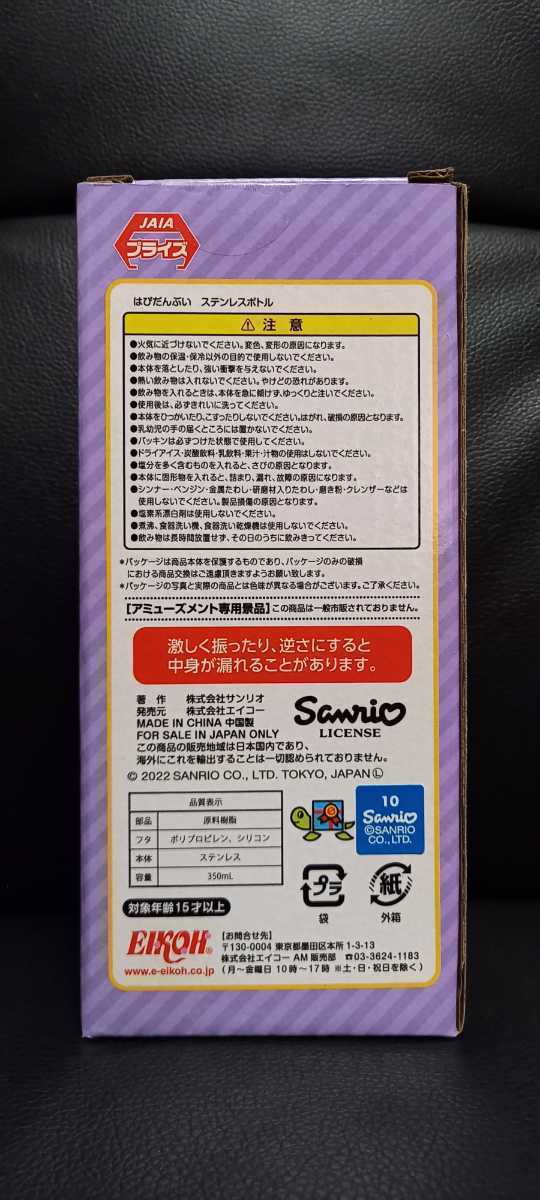 JAIA
プライズ
はぴだんぶい ステンレスボトル
⚠ 注 意
●火気に近づけないでください。変色、変形の原因になります。
●飲み物の保温・保冷以外の目的で使用しないでください。
●本体を落としたり、強い衝撃を与えないでください。
●熱い飲み物は入れないでください。やけどの恐れがあります。
●飲み物を入れるときは、本体を急に傾けず、ゆっくりと注いでください。
●使用後は、必ずきれいに洗ってください。
●本体をひっかいたり、こすったりしないでください。はがれ、破損の原因となります。
●乳幼児の手の届くところには置かないでください。
●パッキンは必ずつけた状態で使用してください。
●ドライアイス・炭酸飲料・乳飲料・果汁・汁物の使用はしないでください。
●塩分を多く含むものを入れると、さびの原因となります。
●本体に固形物を入れると、詰まり、漏れ、故障の原因になります。
●シンナー・ベンジン・金属たわし・研磨材入りたわし・磨き粉・クレンザーなどは
使用しないでください。製品損傷の原因となります。
●塩素系漂白剤は使用しないでください。
●煮沸、食器洗い機、食器洗い乾燥機は使用しないでください。
●飲み物は長時間放置せず、その日のうちに飲みきってください。
*パッケージは商品本体を保護するものであり、パッケージのみの破損
における商品交換はご遠慮頂きますようお願い致します。
*パッケージの写真と実際の商品とは色味が異なる場合がございます。ご了承ください。
【アミューズメント専用景品】この商品は一般市販されておりません。
激しく振ったり、逆さにすると
中身が漏れることがあります。
著 作 株式会社サンリオ
発売元 株式会社エイコー
MADE IN CHINA 中国製
FOR SALE IN JAPAN ONLY
この商品の販売地域は日本国内であり、
海外にこれを輸出することは一切認められておりません。
© 2022 SANRIO CO., LTD. TOKYO, JAPAN Ⓛ
Sanrio
LICENSE
品質表示
部品 原料樹脂
フタ ポリプロピレン、シリコン
本体 ステンレス
容量 350mL
10
Sanrio
©SANRIO
CO., LTD.
プラ
袋
紙
外箱
対象年齢15才以上
EIKOH®
www.e-eikoh.co.jp
【お問合せ先】
〒130-0004 東京都墨田区本所 1-3-13
株式会社エイコー AM 販売部 ☎03-3624-1183
(月～金曜日 10時～17時 ※土・日・祝日を除く)